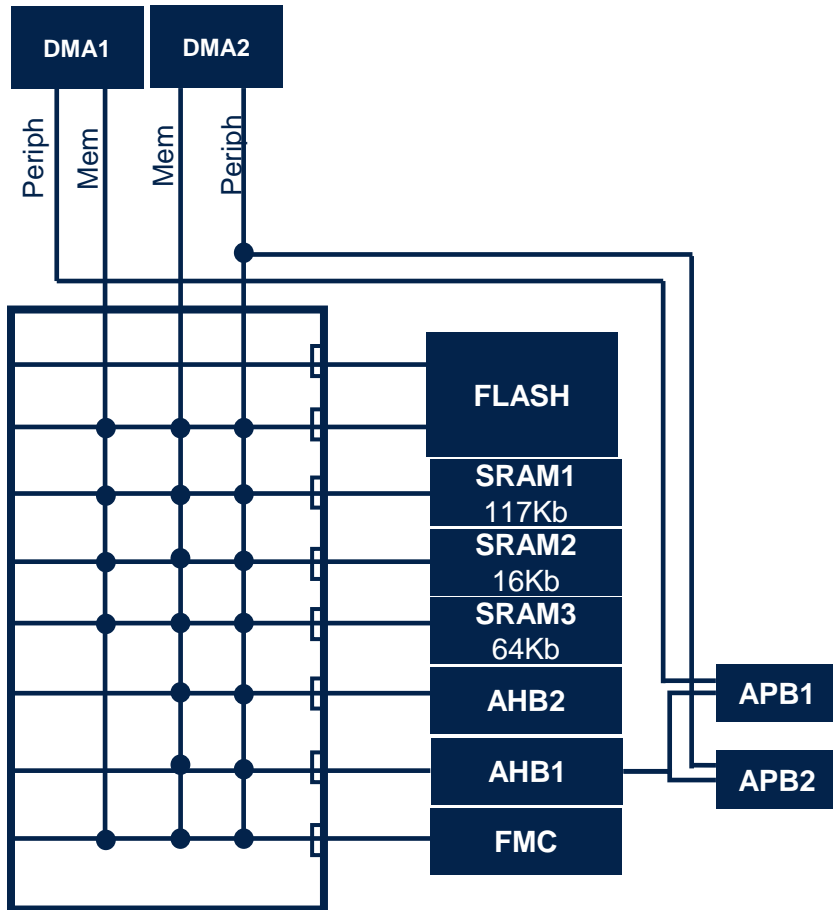 DMA1
DMA2
Periph
Mem
Mem
Periph
FLASH
SRAM1
117Kb
SRAM2
16Kb
SRAM3
64Kb
AHB2
APB1
AHB1
APB2
FMC